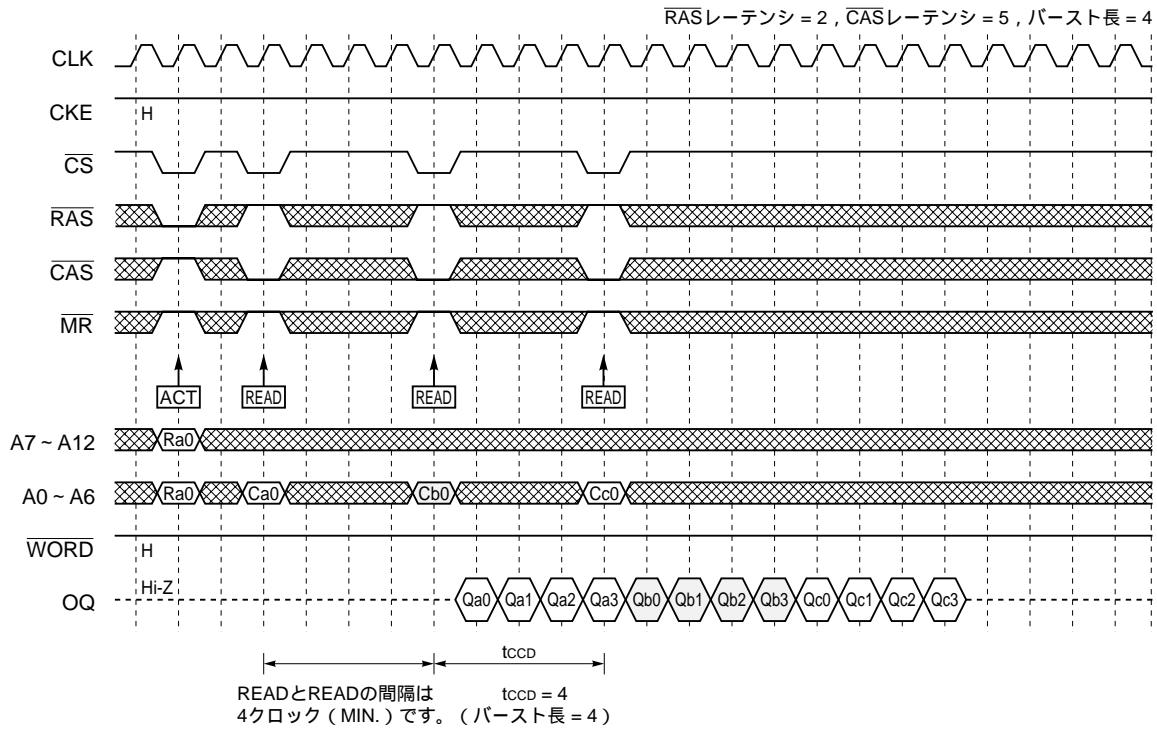 RASレーテンシ = 2 , CASレーテンシ = 5 , バースト長 = 4
CLK
CKE H
CS
RAS
CAS
MR
ACT READ READ READ
A7 ~ A12 Ra0
A0 ~ A6 Ra0 Ca0 Cb0 Cc0
WORD H
OQ Hi-Z Qa0 Qa1 Qa2 Qa3 Qb0 Qb1 Qb2 Qb3 Qc0 Qc1 Qc2 Qc3
tCCD
READとREADの間隔は tCCD = 4
4クロック ( MIN. ) です。 ( バースト長 = 4 )